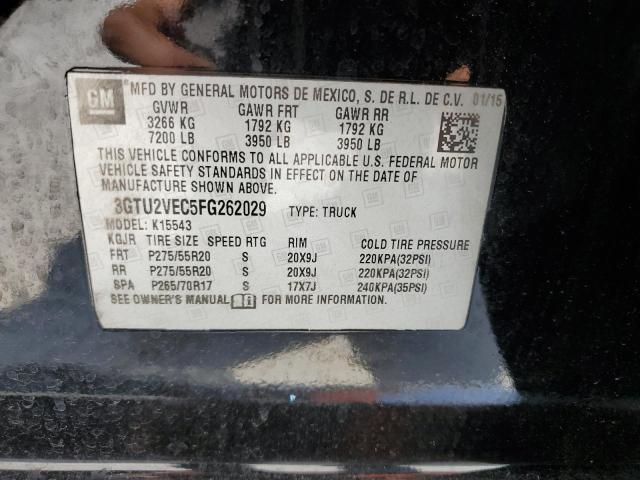 GM
MFD BY GENERAL MOTORS DE MEXICO, S. DE R.L. DE C.V. 01/15
GVWR GAWR FRT GAWR RR
3266 KG 1792 KG 1792 KG
7200 LB 3950 LB 3950 LB
THIS VEHICLE CONFORMS TO ALL APPLICABLE U.S. FEDERAL MOTOR
VEHICLE SAFETY STANDARDS IN EFFECT ON THE DATE OF
MANUFACTURE SHOWN ABOVE.
3GTU2VEC5FG262029 TYPE: TRUCK
MODEL: K15543
KGJR TIRE SIZE SPEED RTG RIM COLD TIRE PRESSURE
FRT P275/55R20 S 20X9J 220KPA(32PSI)
RR P275/55R20 S 20X9J 220KPA(32PSI)
SPA P265/70R17 S 17X7J 240KPA(35PSI)
SEE OWNER'S MANUAL FOR MORE INFORMATION.